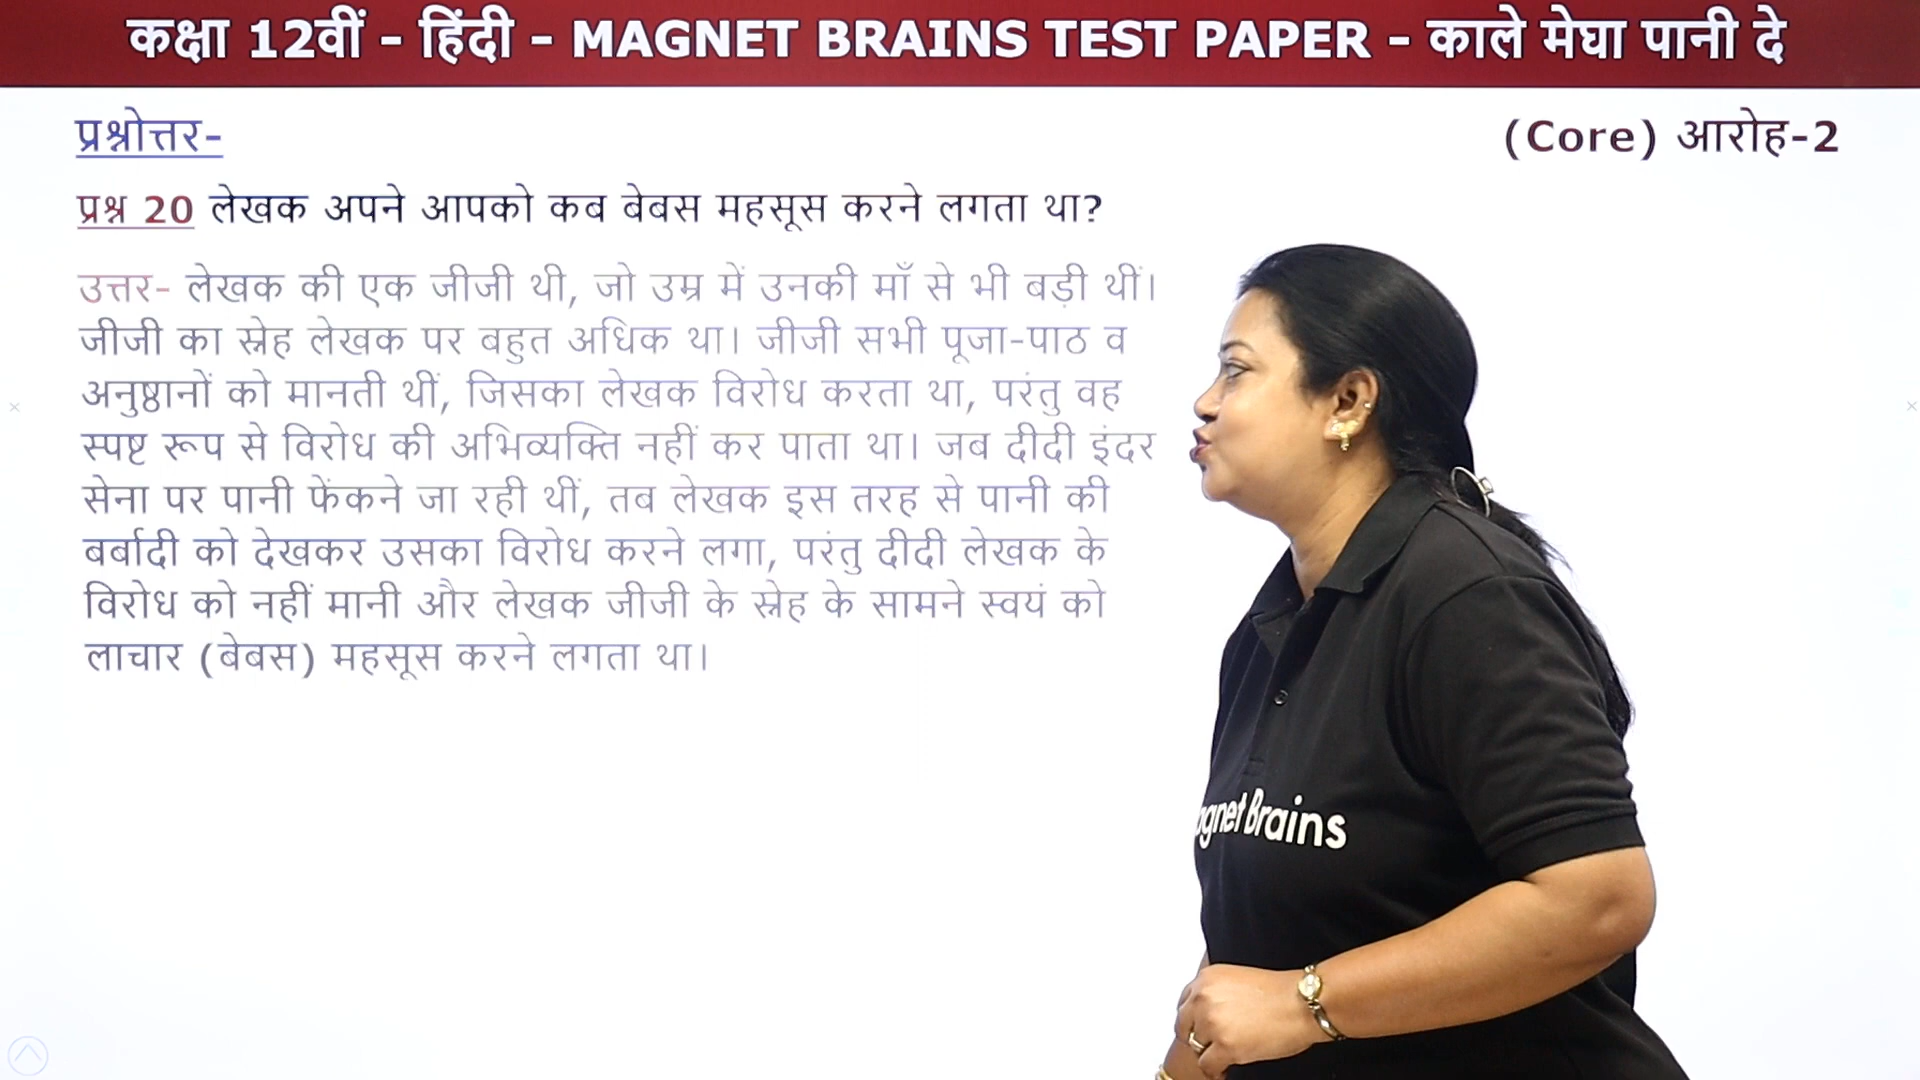 कक्षा 12वीं - हिंदी - MAGNET BRAINS TEST PAPER - काले मेघा पानी दे
प्रश्नोत्तर-
(Core) आरोह-2
प्रश्न 20 लेखक अपने आपको कब बेबस महसूस करने लगता था?
उत्तर- लेखक की एक जीजी थी, जो उम्र में उनकी माँ से भी बड़ी थीं।
जीजी का स्नेह लेखक पर बहुत अधिक था। जीजी सभी पूजा-पाठ व
अनुष्ठानों को मानती थीं, जिसका लेखक विरोध करता था, परंतु वह
स्पष्ट रूप से विरोध की अभिव्यक्ति नहीं कर पाता था। जब दीदी इंदर
सेना पर पानी फेंकने जा रही थीं, तब लेखक इस तरह से पानी की
बर्बादी को देखकर उसका विरोध करने लगा, परंतु दीदी लेखक के
विरोध को नहीं मानी और लेखक जीजी के स्नेह के सामने स्वयं को
लाचार (बेबस) महसूस करने लगता था।
agnet Brains